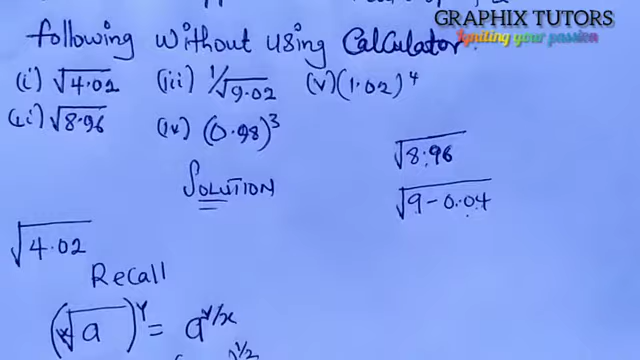 GRAPHIX TUTORS
Igniting your passion
following without using Calculator.
(i) √4.02 (iii) 1/√9.02 (v) (1.02)⁴
(ii) √8.96 (iv) (0.98)³
√8.96
SOLUTION
√9-0.04
√4.02
Recall
(ˣ√a)ʸ = a^y/x